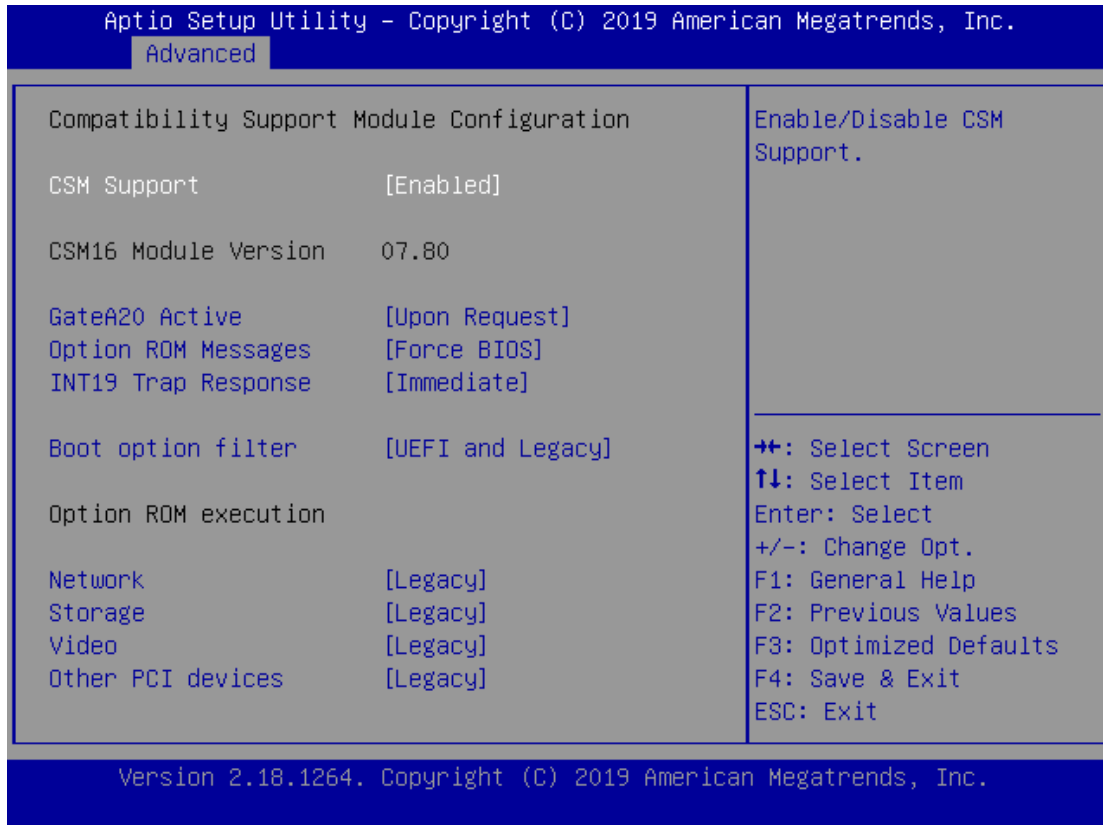 Aptio Setup Utility – Copyright (C) 2019 American Megatrends, Inc.
Advanced
Compatibility Support Module Configuration
CSM Support [Enabled]
CSM16 Module Version 07.80
GateA20 Active [Upon Request]
Option ROM Messages [Force BIOS]
INT19 Trap Response [Immediate]
Boot option filter [UEFI and Legacy]
Option ROM execution
Network [Legacy]
Storage [Legacy]
Video [Legacy]
Other PCI devices [Legacy]
Enable/Disable CSM
Support.
→←: Select Screen
↑↓: Select Item
Enter: Select
+/-: Change Opt.
F1: General Help
F2: Previous Values
F3: Optimized Defaults
F4: Save & Exit
ESC: Exit
Version 2.18.1264. Copyright (C) 2019 American Megatrends, Inc.